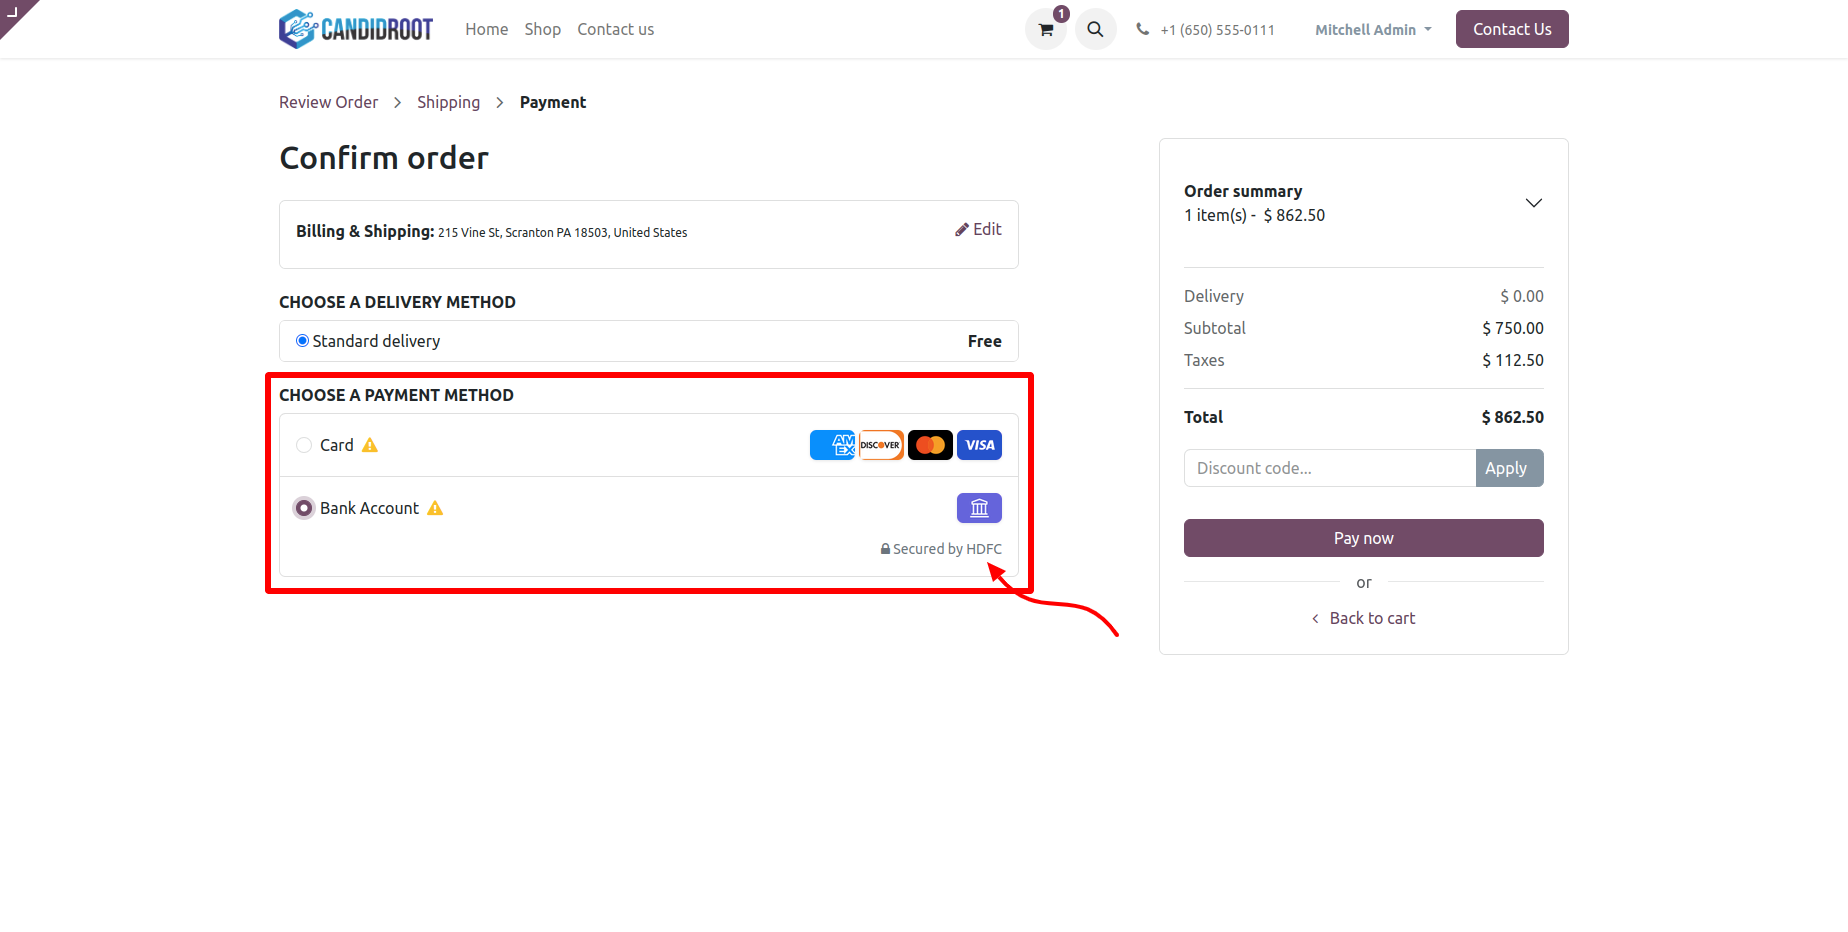 CANDIDROOT
Home Shop Contact us
1
+1 (650) 555-0111
Mitchell Admin
Contact Us
Review Order > Shipping > Payment
Confirm order
Billing & Shipping: 215 Vine St, Scranton PA 18503, United States
Edit
CHOOSE A DELIVERY METHOD
Standard delivery Free
CHOOSE A PAYMENT METHOD
Card
AM
EX
DISCOVER
VISA
Bank Account
Secured by HDFC
Order summary
1 item(s) - $ 862.50
Delivery $ 0.00
Subtotal $ 750.00
Taxes $ 112.50
Total $ 862.50
Discount code... Apply
Pay now
or
< Back to cart